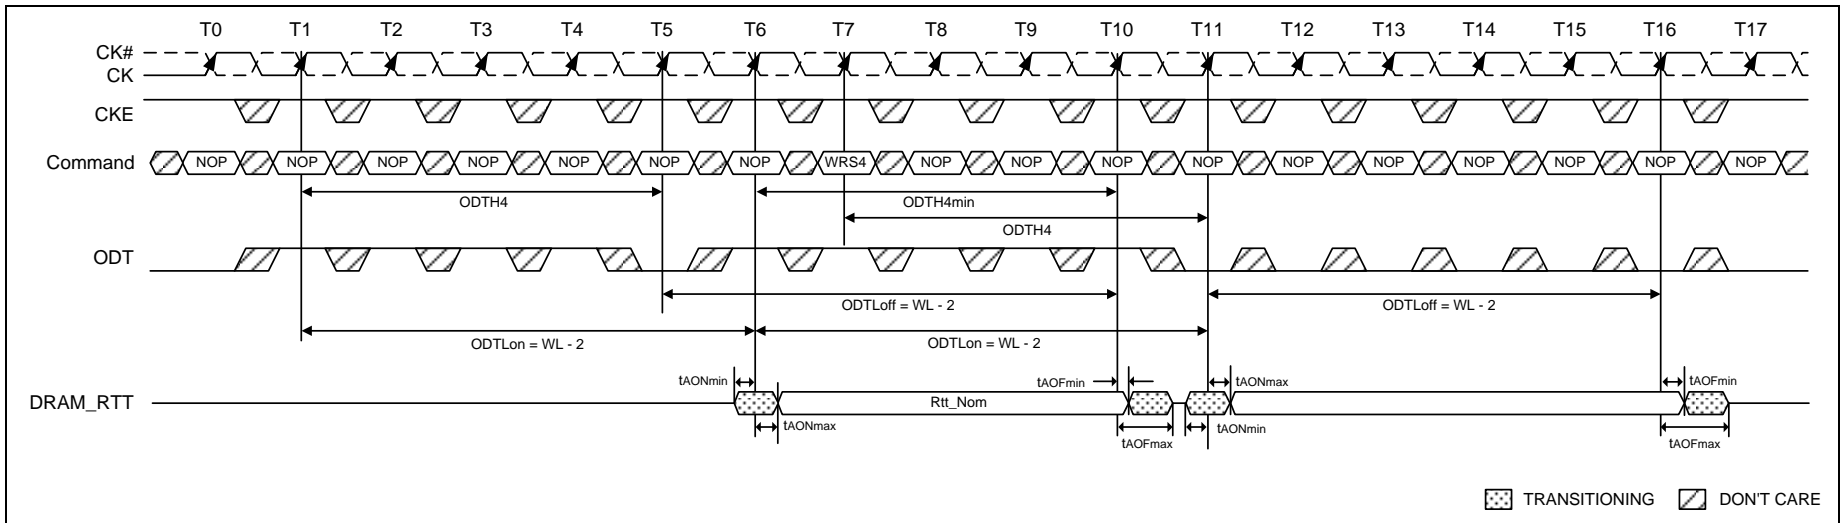 T0 T1 T2 T3 T4 T5 T6 T7 T8 T9 T10 T11 T12 T13 T14 T15 T16 T17
CK#
CK
CKE
Command NOP NOP NOP NOP NOP NOP NOP WRS4 NOP NOP NOP NOP NOP NOP NOP NOP NOP NOP
ODTH4 ODTH4min
ODTH4
ODT
ODTLoff = WL - 2 ODTLoff = WL - 2
ODTLon = WL - 2 ODTLon = WL - 2
tAONmin tAOFmin tAONmax tAOFmin
DRAM_RTT Rtt_Nom
tAONmax tAOFmax tAONmin tAOFmax
TRANSITIONING DON'T CARE